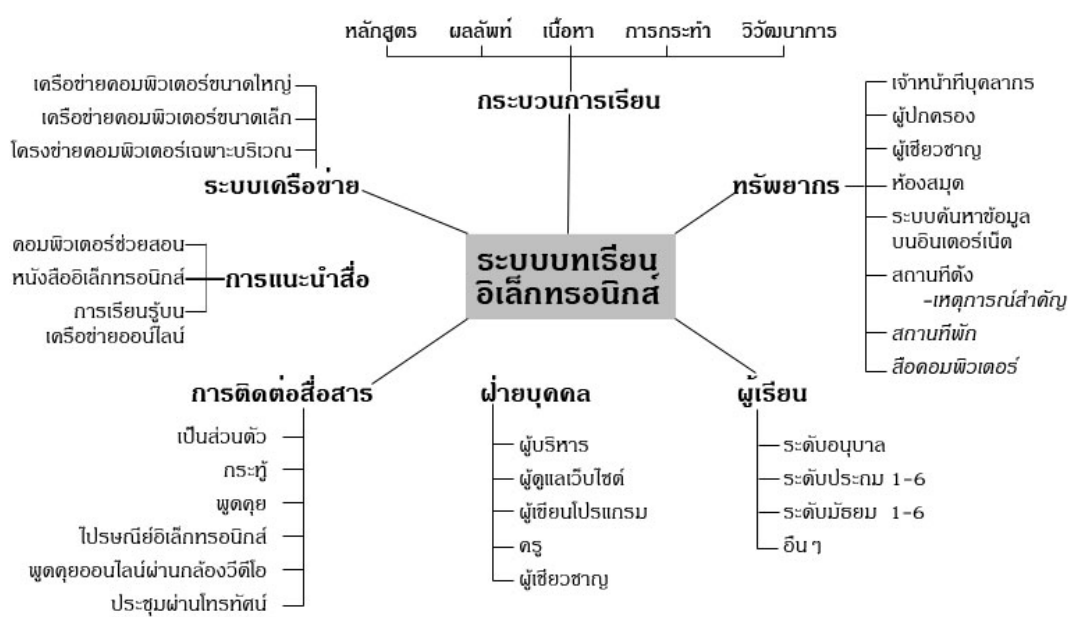 หลักสูตร ผลลัพท์ เนื้อหา การกระทำ วิวัฒนาการ
กระบวนการเรียน
เครือข่ายคอมพิวเตอร์ขนาดใหญ่
เครือข่ายคอมพิวเตอร์ขนาดเล็ก
โครงข่ายคอมพิวเตอร์เฉพาะบริเวณ
ระบบเครือข่าย
ทรัพยากร
เจ้าหน้าที่บุคลากร
ผู้ปกครอง
ผู้เชียวชาญ
ห้องสมุด
ระบบค้นหาข้อมูล
บนอินเตอร์เน็ต
สถานที่ตั้ง
-เหตุการณ์สำคัญ
สถานที่พัก
สื่อคอมพิวเตอร์
คอมพิวเตอร์ช่วยสอน
หนังสืออิเล็กทรอนิกส์
การเรียนรู้บน
เครือข่ายออนไลน์
การแนะนำสื่อ
ระบบบทเรียน
อิเล็กทรอนิกส์
การติดต่อสื่อสาร
เป็นส่วนตัว
กระทู้
พูดคุย
ไปรษณีย์อิเล็กทรอนิกส์
พูดคุยออนไลน์ผ่านกล้องวีดีโอ
ประชุมผ่านโทรทัศน์
ฝ่ายบุคคล
ผู้บริหาร
ผู้ดูแลเว็บไซต์
ผู้เขียนโปรแกรม
ครู
ผู้เชียวชาญ
ผู้เรียน
ระดับอนุบาล
ระดับประถม 1-6
ระดับมัธยม 1-6
อื่น ๆ